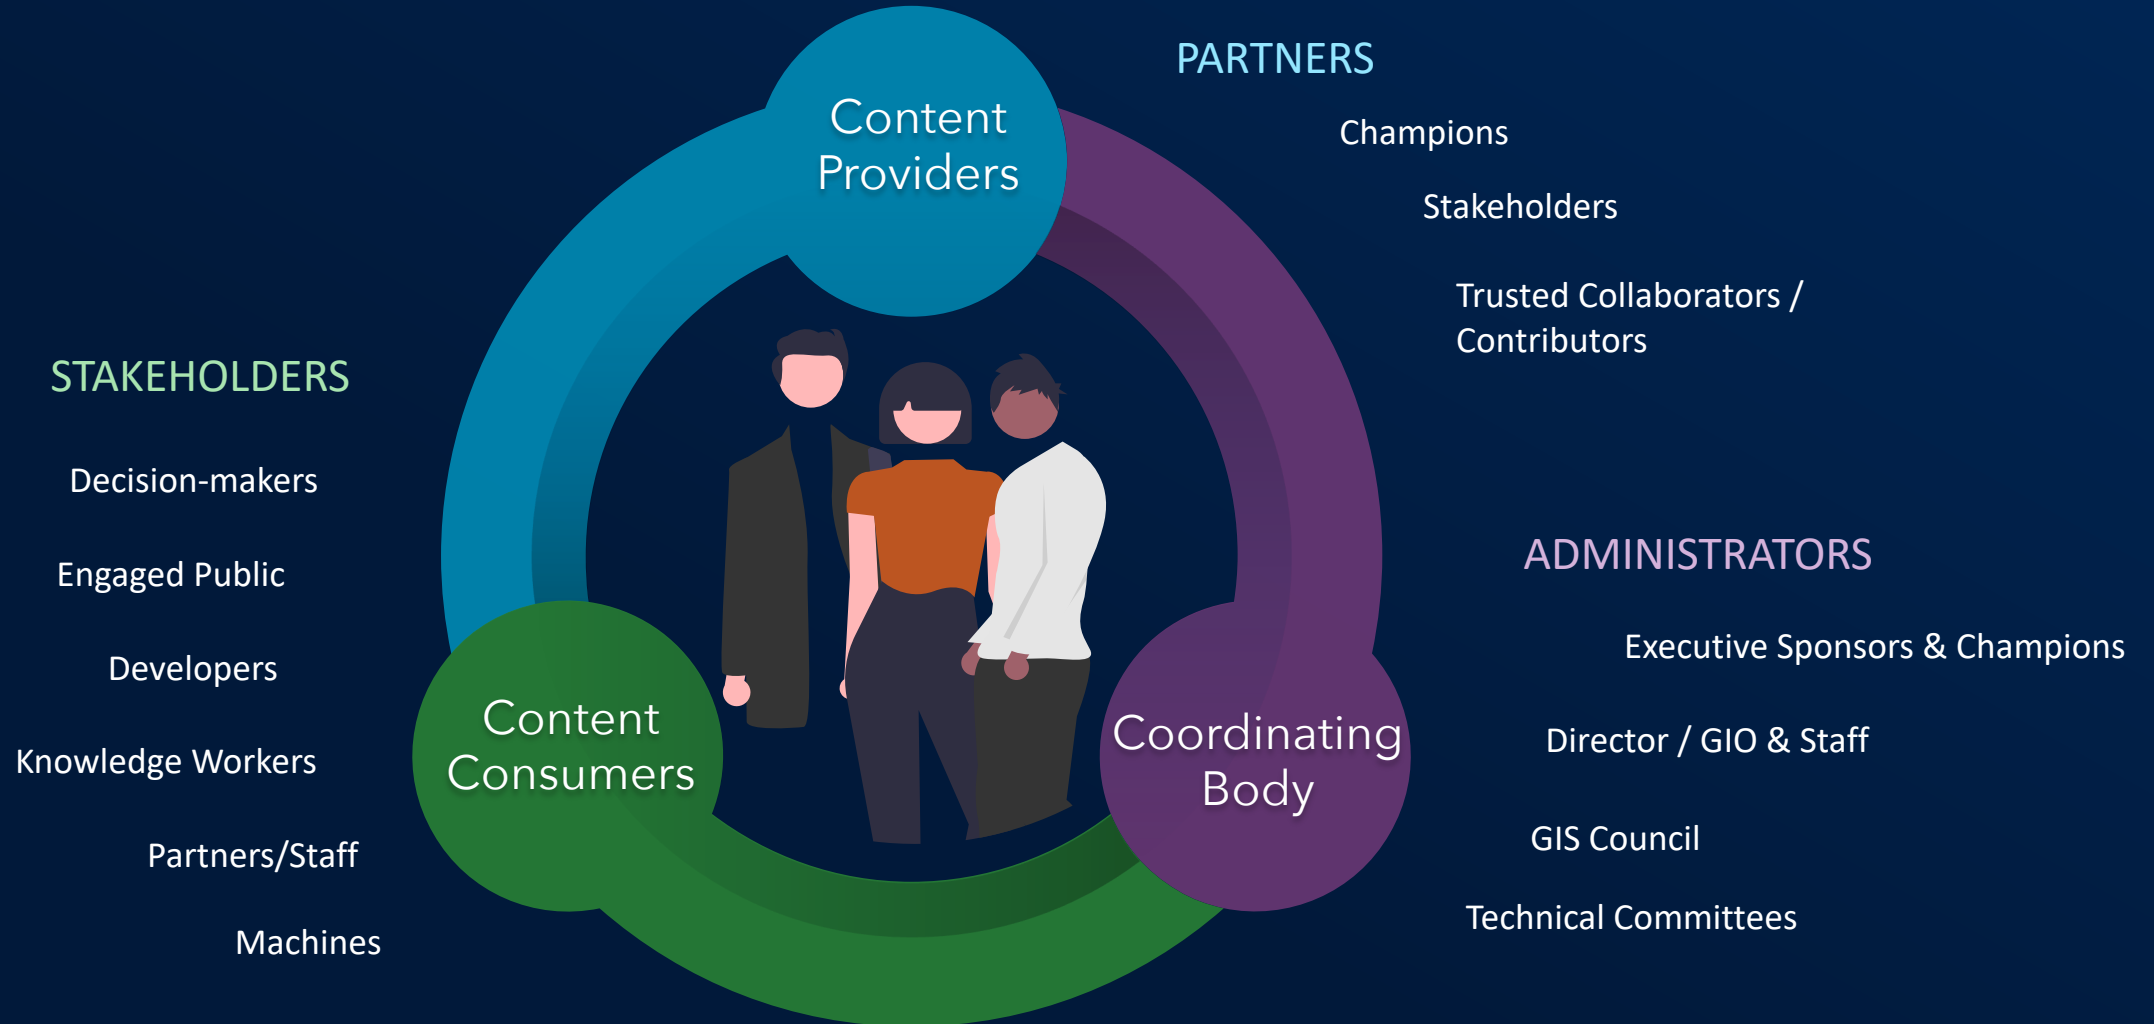 Content
Providers
PARTNERS
Champions
Stakeholders
Trusted Collaborators /
Contributors
STAKEHOLDERS
Decision-makers
Engaged Public
Developers
Knowledge Workers
Partners/Staff
Machines
Content
Consumers
Coordinating
Body
ADMINISTRATORS
Executive Sponsors & Champions
Director / GIO & Staff
GIS Council
Technical Committees